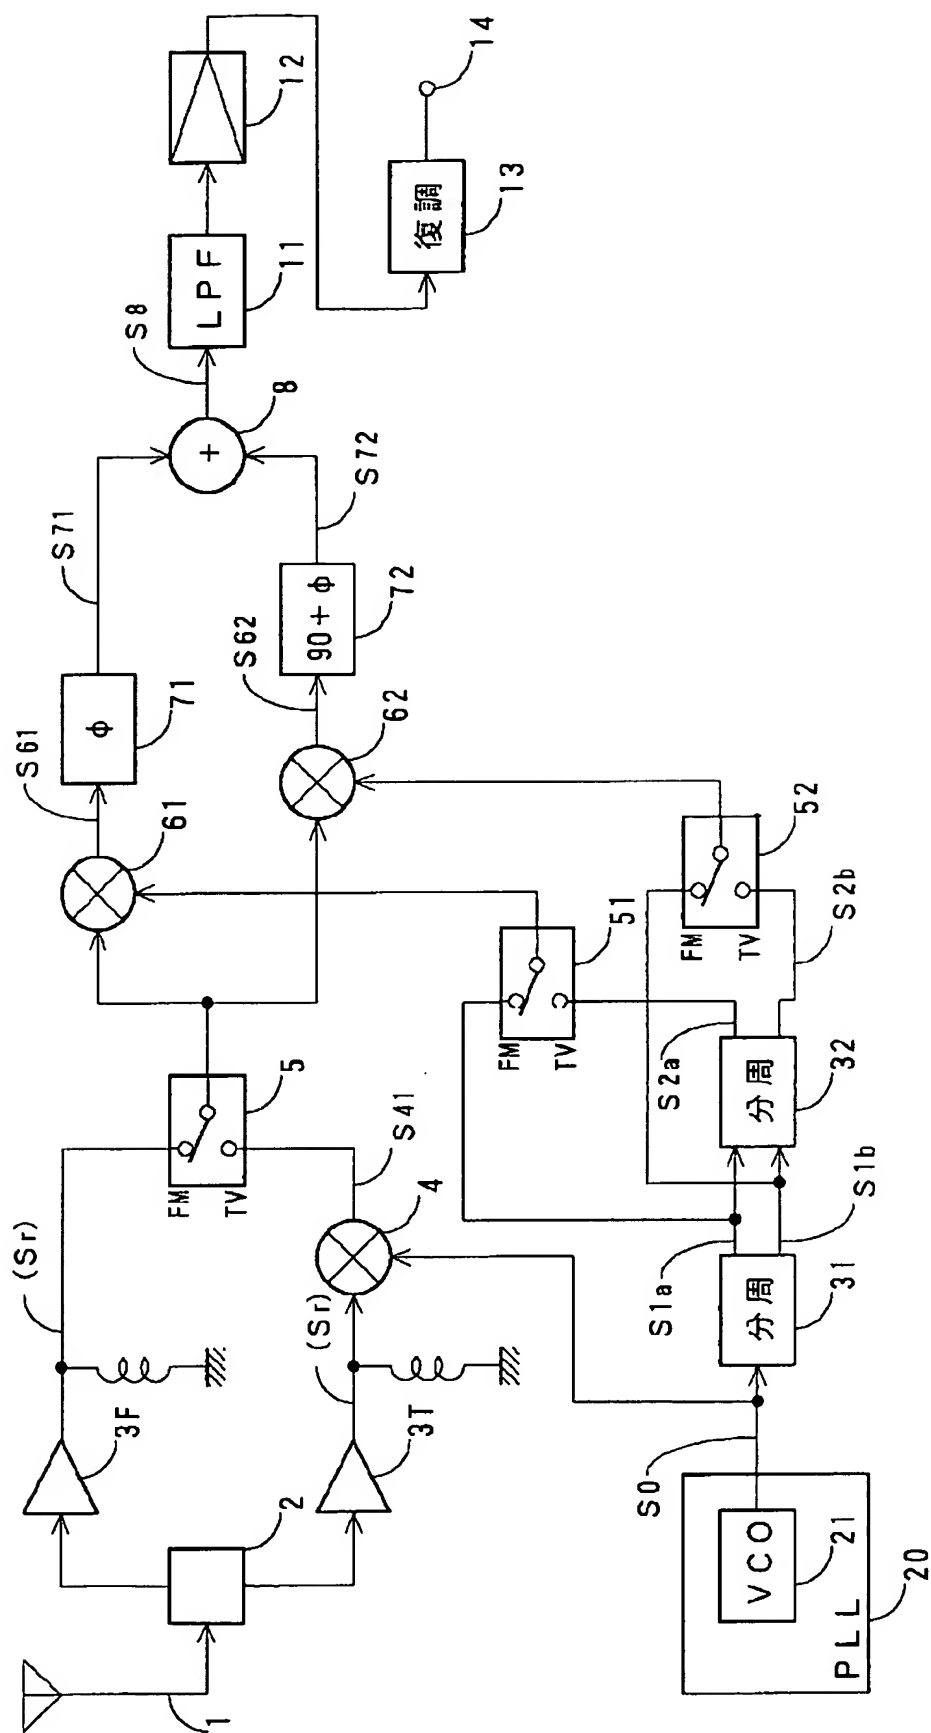 1
2
3F
3T
(Sr)
(Sr)
4
S41
FM
TV
5
61
S61
φ
71
S71
62
S62
90+φ
72
S72
+
8
S8
LPF
11
12
復調
13
14
PLL
VCO
21
20
S0
分周
31
S1a
S1b
分周
32
S2a
S2b
FM
TV
51
FM
TV
52